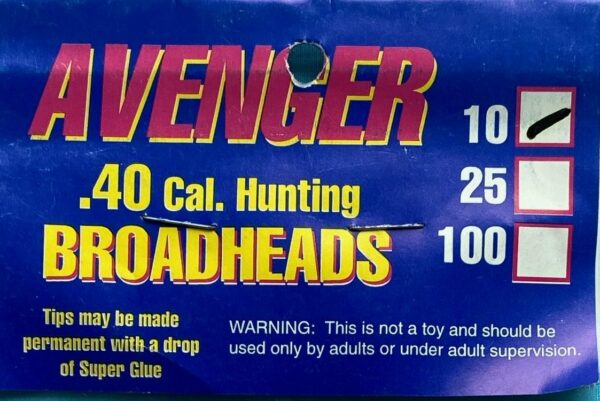 AVENGER
.40 Cal. Hunting
BROADHEADS
10
25
100
Tips may be made
permanent with a drop
of Super Glue
WARNING: This is not a toy and should be
used only by adults or under adult supervision.